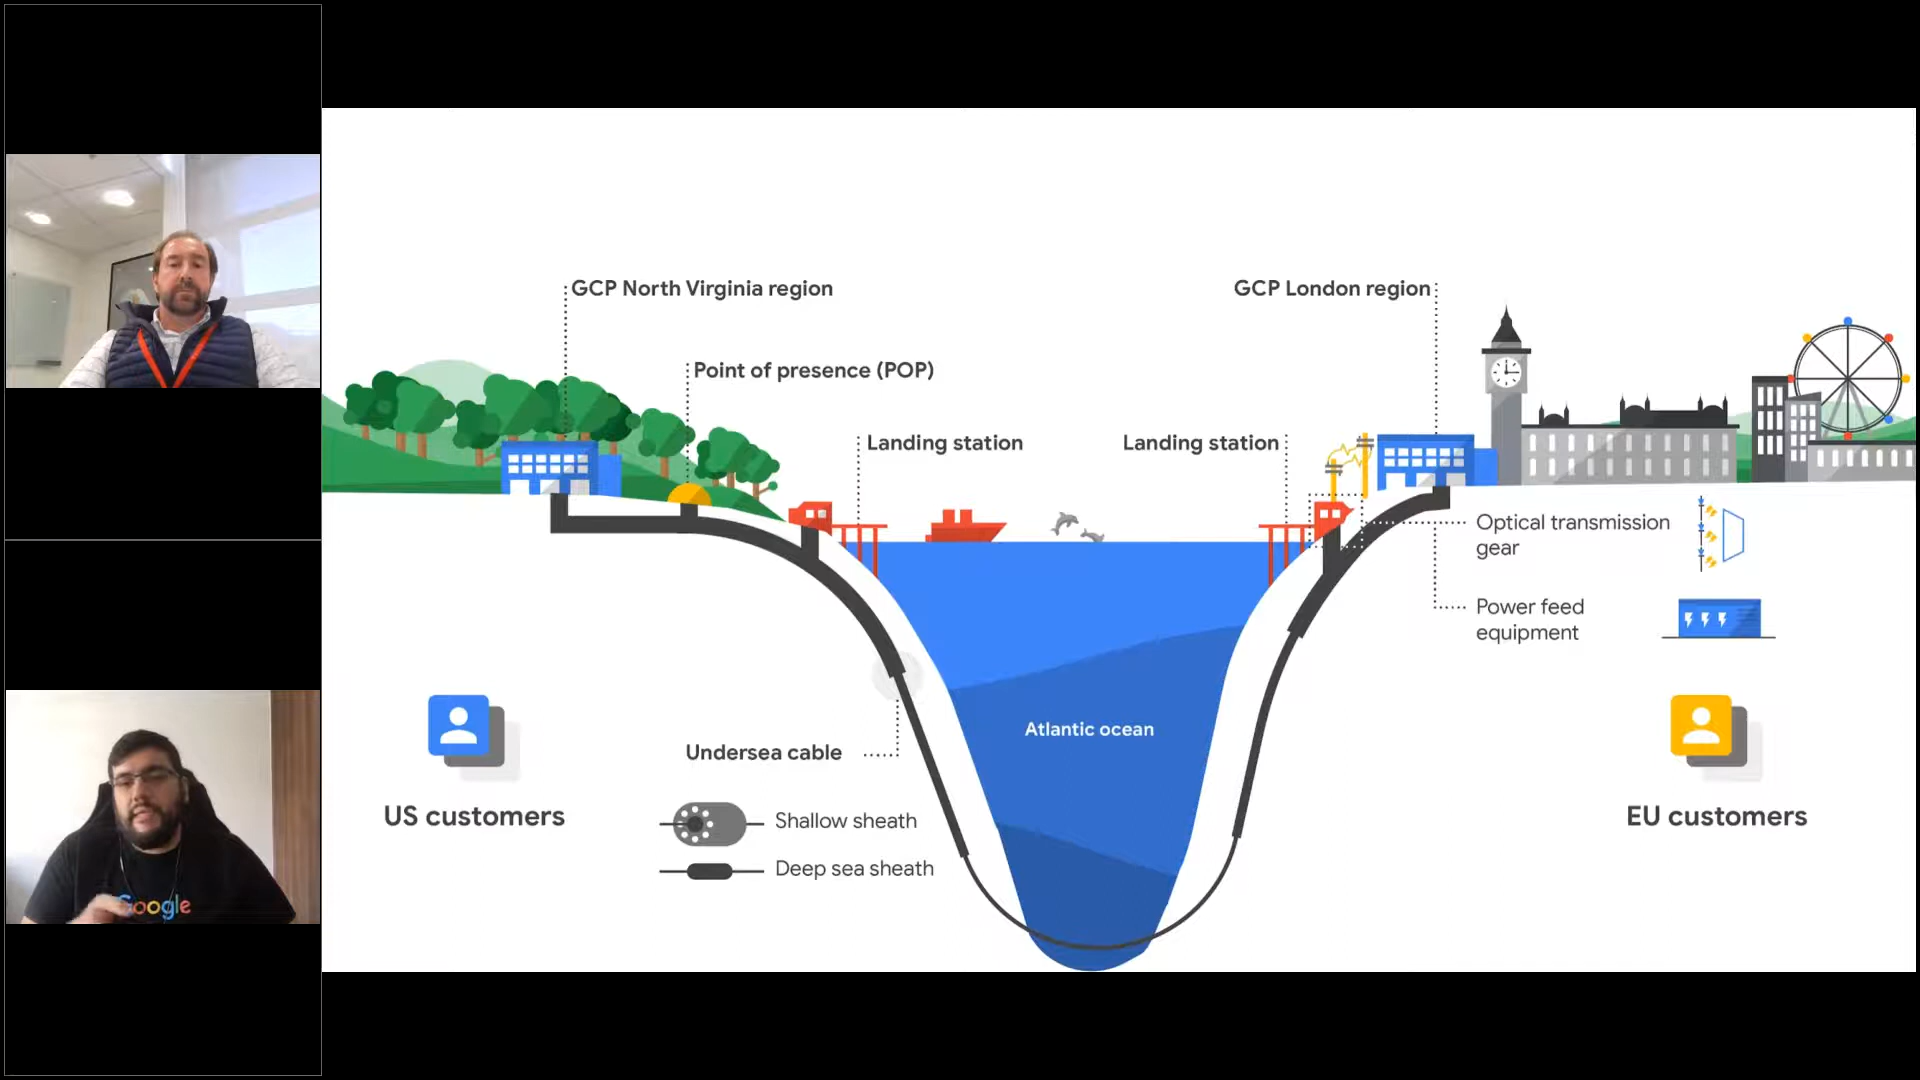 GCP North Virginia region
GCP London region
Point of presence (POP)
Landing station
Landing station
Optical transmission
gear
Power feed
equipment
Atlantic ocean
Undersea cable
US customers
EU customers
Shallow sheath
Deep sea sheath
Google